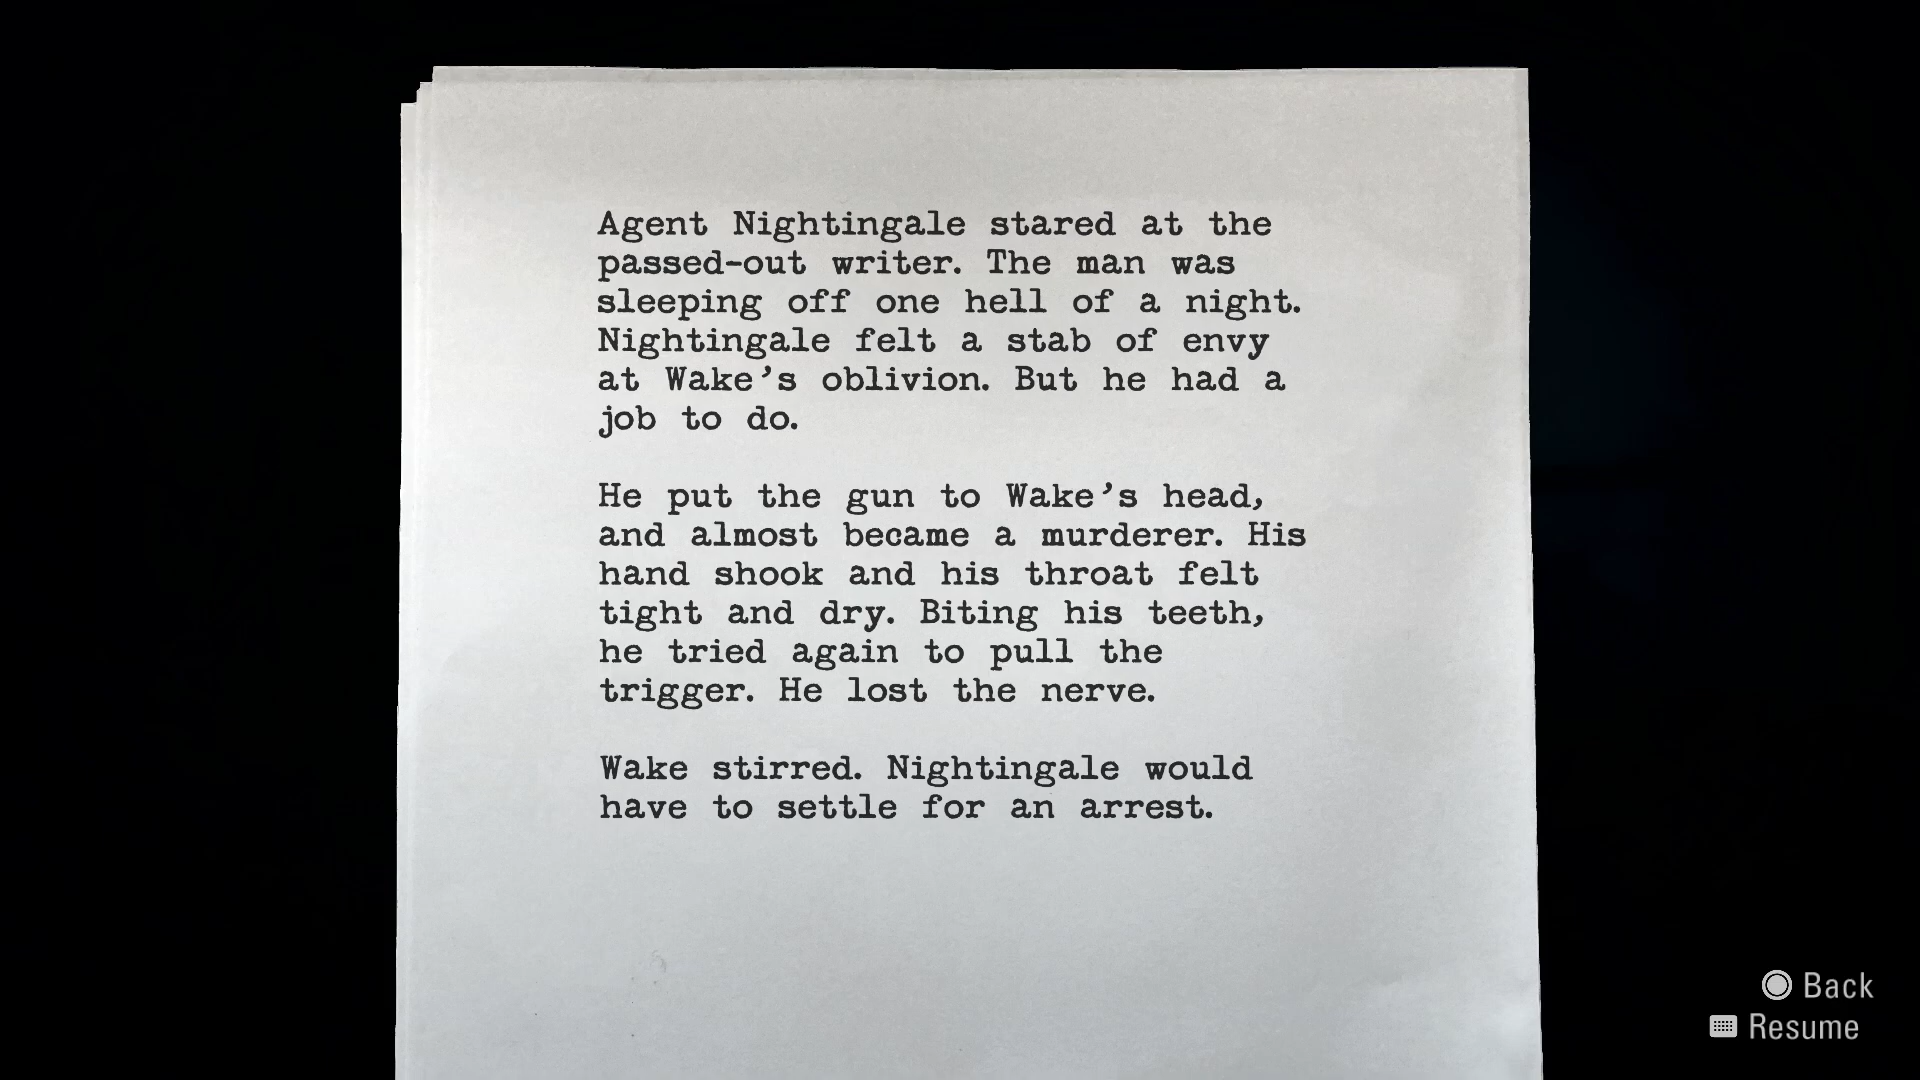 Agent Nightingale stared at the
passed-out writer. The man was
sleeping off one hell of a night.
Nightingale felt a stab of envy
at Wake's oblivion. But he had a
job to do.
He put the gun to Wake's head,
and almost became a murderer. His
hand shook and his throat felt
tight and dry. Biting his teeth,
he tried again to pull the
trigger. He lost the nerve.
Wake stirred. Nightingale would
have to settle for an arrest.
Back
Resume